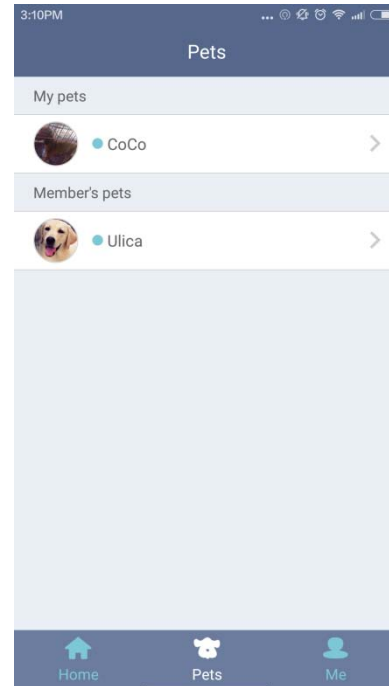 3:10PM
Pets
My pets
CoCo
Member's pets
Ulica
Home Pets Me